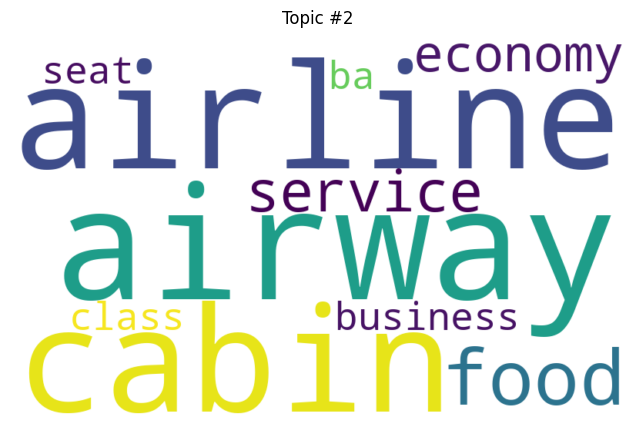 Topic #2
seat ba economy
airline
service
airway
class business
cabin food